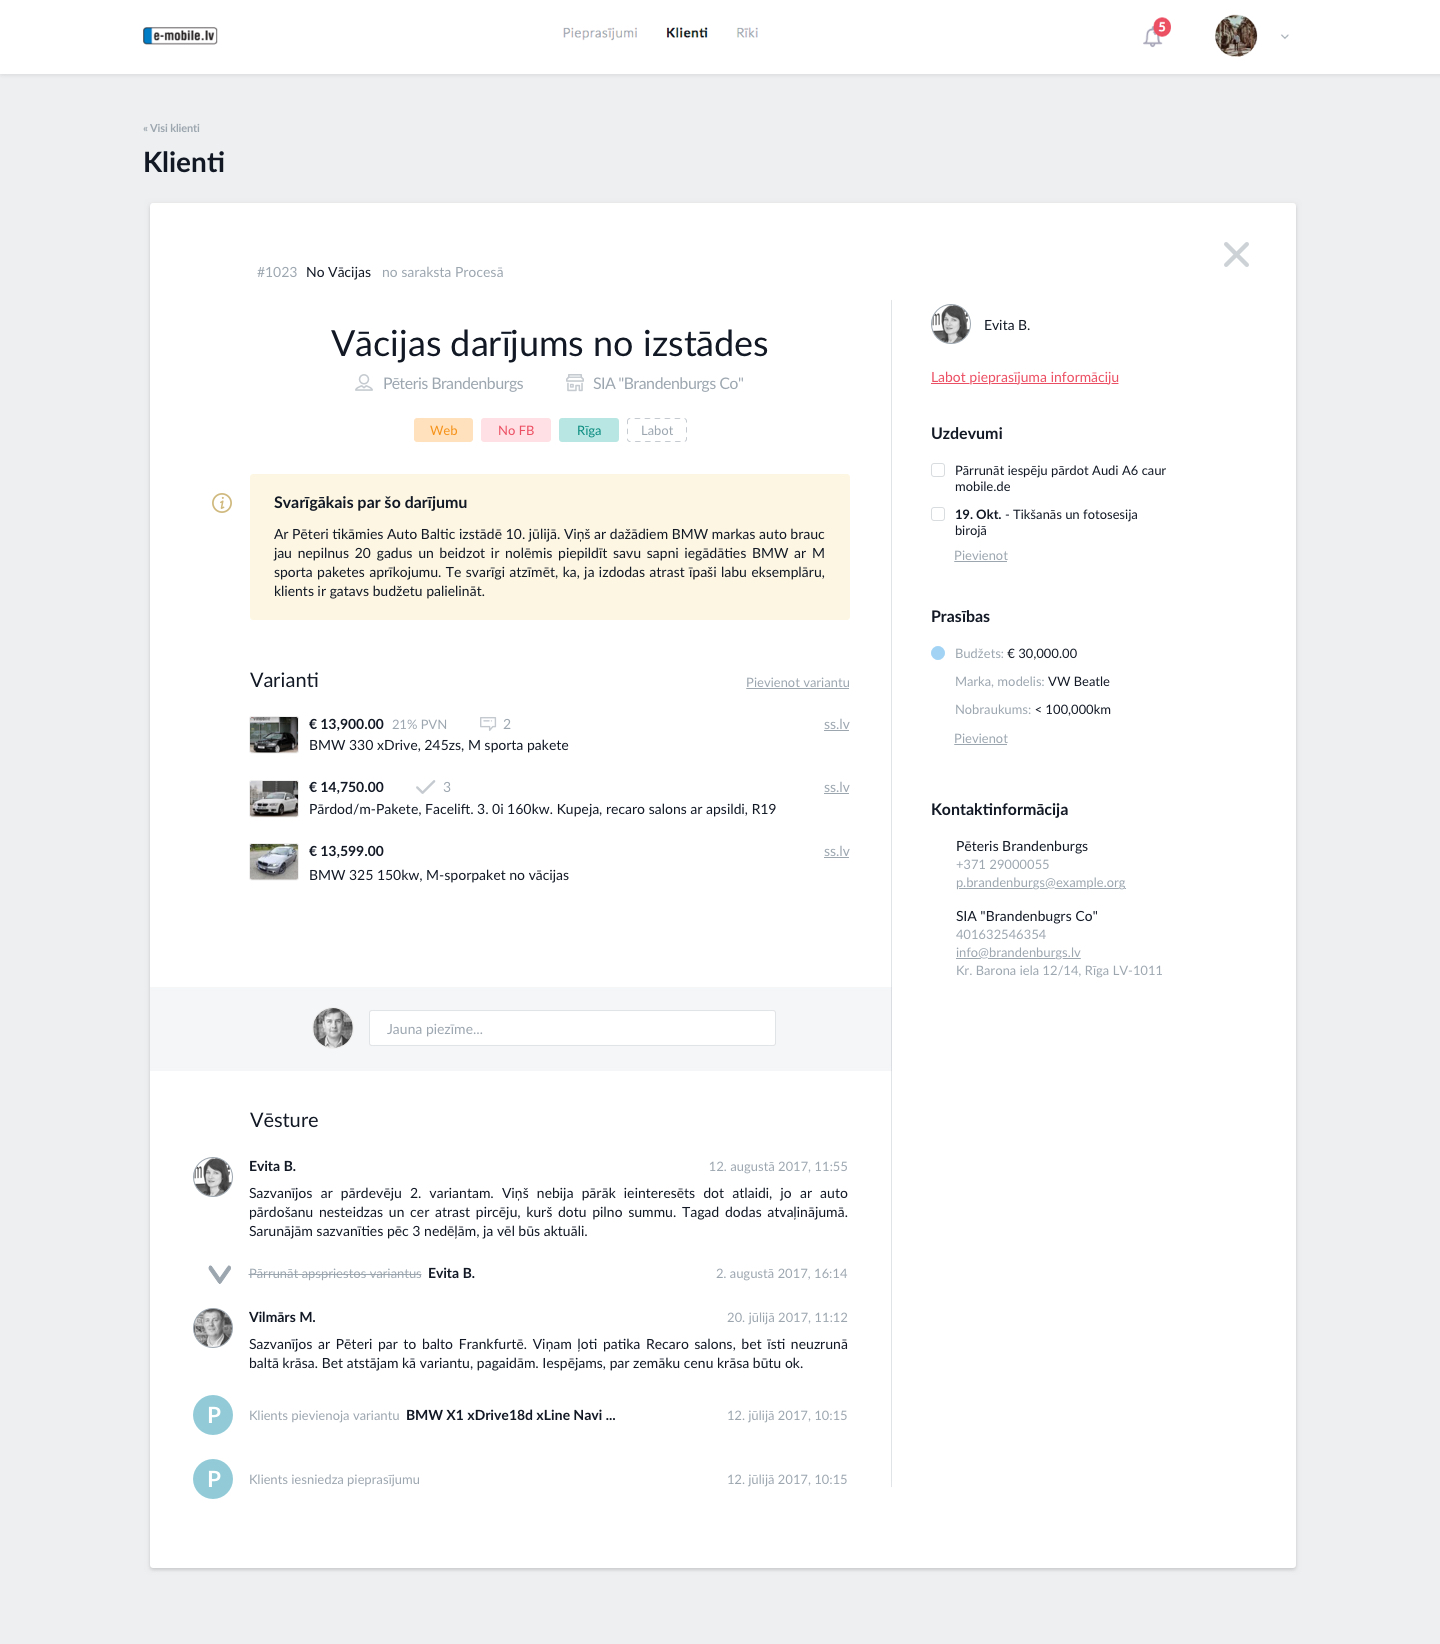 e-mobile.lv
Pieprasījumi Klienti Rīki
5
« Visi klienti
Klienti
#1023 No Vācijas no saraksta Procesā
Vācijas darījums no izstādes
Pēteris Brandenburgs SIA "Brandenburgs Co"
Web No FB Rīga Labot
Svarīgākais par šo darījumu
Ar Pēteri tikāmies Auto Baltic izstādē 10. jūlijā. Viņš ar dažādiem BMW markas auto brauc
jau nepilnus 20 gadus un beidzot ir nolēmis piepildīt savu sapni iegādāties BMW ar M
sporta paketes aprīkojumu. Te svarīgi atzīmēt, ka, ja izdodas atrast īpaši labu eksemplāru,
klients ir gatavs budžetu palielināt.
Varianti Pievienot variantu
€ 13,900.00 21% PVN 2 ss.lv
BMW 330 xDrive, 245zs, M sporta pakete
€ 14,750.00 3 ss.lv
Pārdod/m-Pakete, Facelift. 3. 0i 160kw. Kupeja, recaro salons ar apsildi, R19
€ 13,599.00 ss.lv
BMW 325 150kw, M-sporpaket no vācijas
Jauna piezīme...
Vēsture
Evita B. 12. augustā 2017, 11:55
Sazvanījos ar pārdevēju 2. variantam. Viņš nebija pārāk ieinteresēts dot atlaidi, jo ar auto
pārdošanu nesteidzas un cer atrast pircēju, kurš dotu pilno summu. Tagad dodas atvaļinājumā.
Sarunājām sazvanīties pēc 3 nedēļām, ja vēl būs aktuāli.
Pārrunāt apspriestos variantus Evita B. 2. augustā 2017, 16:14
Vilmārs M. 20. jūlijā 2017, 11:12
Sazvanījos ar Pēteri par to balto Frankfurtē. Viņam ļoti patika Recaro salons, bet īsti neuzrunā
baltā krāsa. Bet atstājam kā variantu, pagaidām. Iespējams, par zemāku cenu krāsa būtu ok.
P Klients pievienoja variantu BMW X1 xDrive18d xLine Navi ... 12. jūlijā 2017, 10:15
P Klients iesniedza pieprasījumu 12. jūlijā 2017, 10:15
Evita B.
Labot pieprasījuma informāciju
Uzdevumi
Pārrunāt iespēju pārdot Audi A6 caur
mobile.de
19. Okt. - Tikšanās un fotosesija
birojā
Pievienot
Prasības
Budžets: € 30,000.00
Marka, modelis: VW Beatle
Nobraukums: < 100,000km
Pievienot
Kontaktinformācija
Pēteris Brandenburgs
+371 29000055
p.brandenburgs@example.org
SIA "Brandenbugrs Co"
401632546354
info@brandenburgs.lv
Kr. Barona iela 12/14, Rīga LV-1011